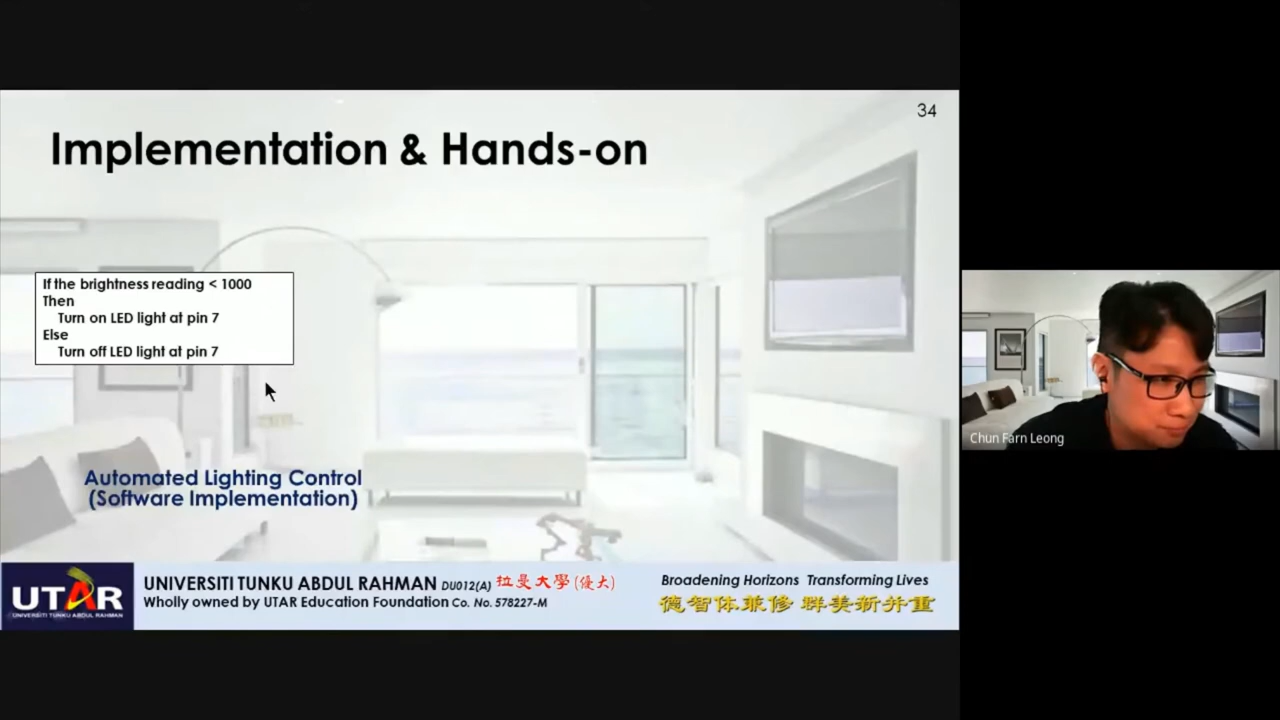 34
Implementation & Hands-on
If the brightness reading < 1000
Then
Turn on LED light at pin 7
Else
Turn off LED light at pin 7
Automated Lighting Control
(Software Implementation)
UTAR
UNIVERSITI TUNKU ABDUL RAHMAN
UNIVERSITI TUNKU ABDUL RAHMAN DU012(A) 拉曼大學(優大)
Wholly owned by UTAR Education Foundation Co. No. 578227-M
Broadening Horizons Transforming Lives
德智体兼修 群美新并重
Chun Farn Leong